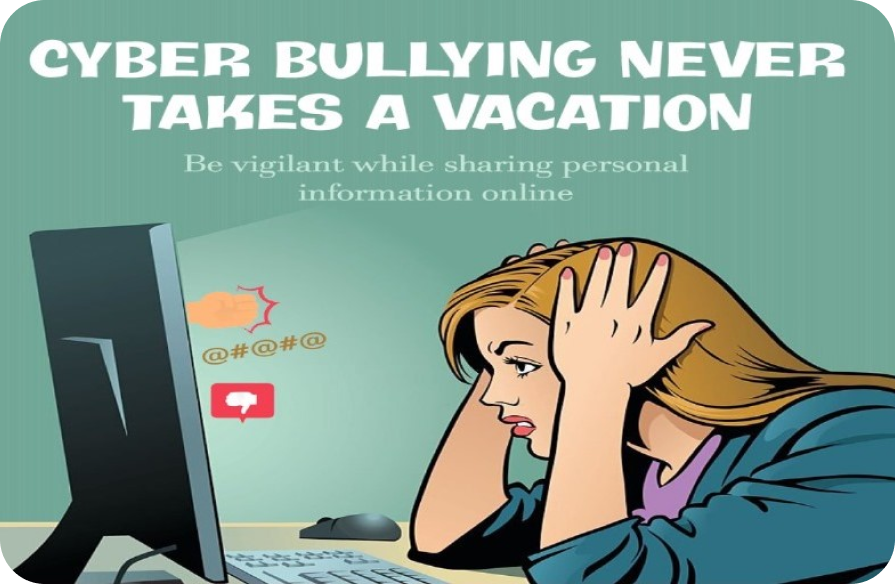 CYBER BULLYING NEVER
TAKES A VACATION
Be vigilant while sharing personal
information online
@#@#@